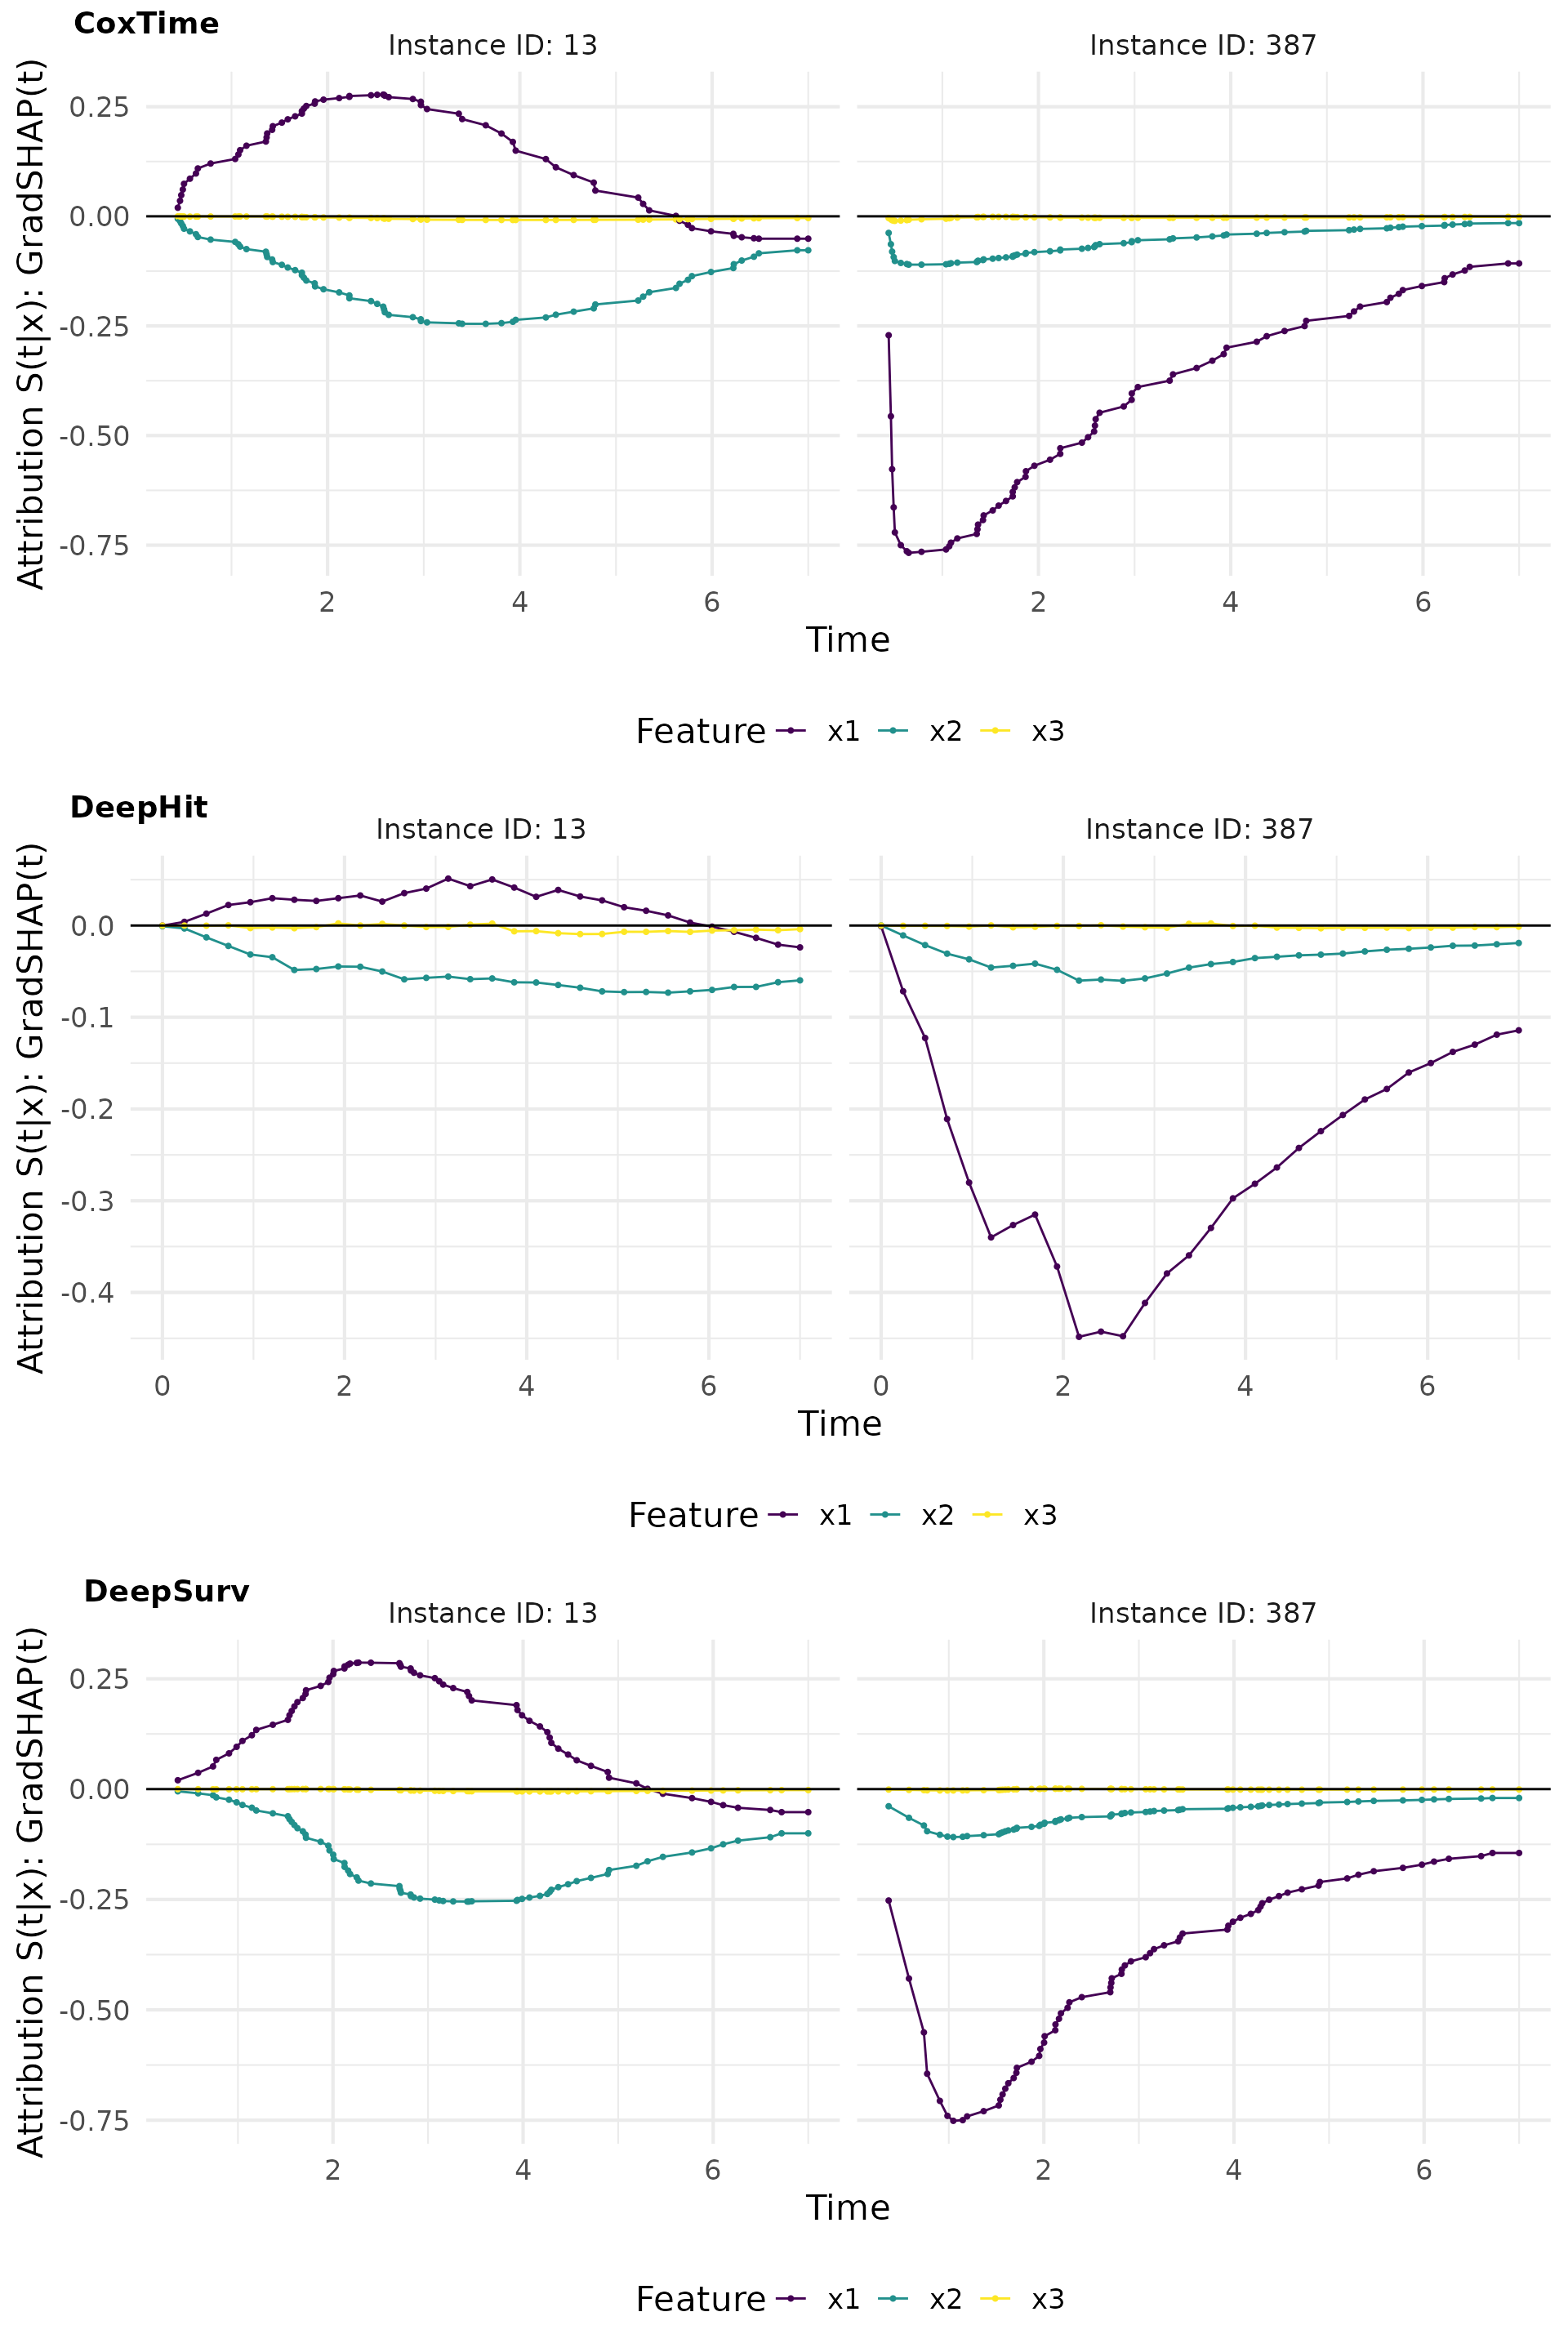 CoxTime
Instance ID: 13
Instance ID: 387
Attribution S(t|x): GradSHAP(t)
0.25
0.00
-0.25
-0.50
-0.75
2
4
6
2
4
6
Time
Feature x1 x2 x3
DeepHit
Instance ID: 13
Instance ID: 387
Attribution S(t|x): GradSHAP(t)
0.0
-0.1
-0.2
-0.3
-0.4
0
2
4
6
0
2
4
6
Time
Feature x1 x2 x3
DeepSurv
Instance ID: 13
Instance ID: 387
Attribution S(t|x): GradSHAP(t)
0.25
0.00
-0.25
-0.50
-0.75
2
4
6
2
4
6
Time
Feature x1 x2 x3